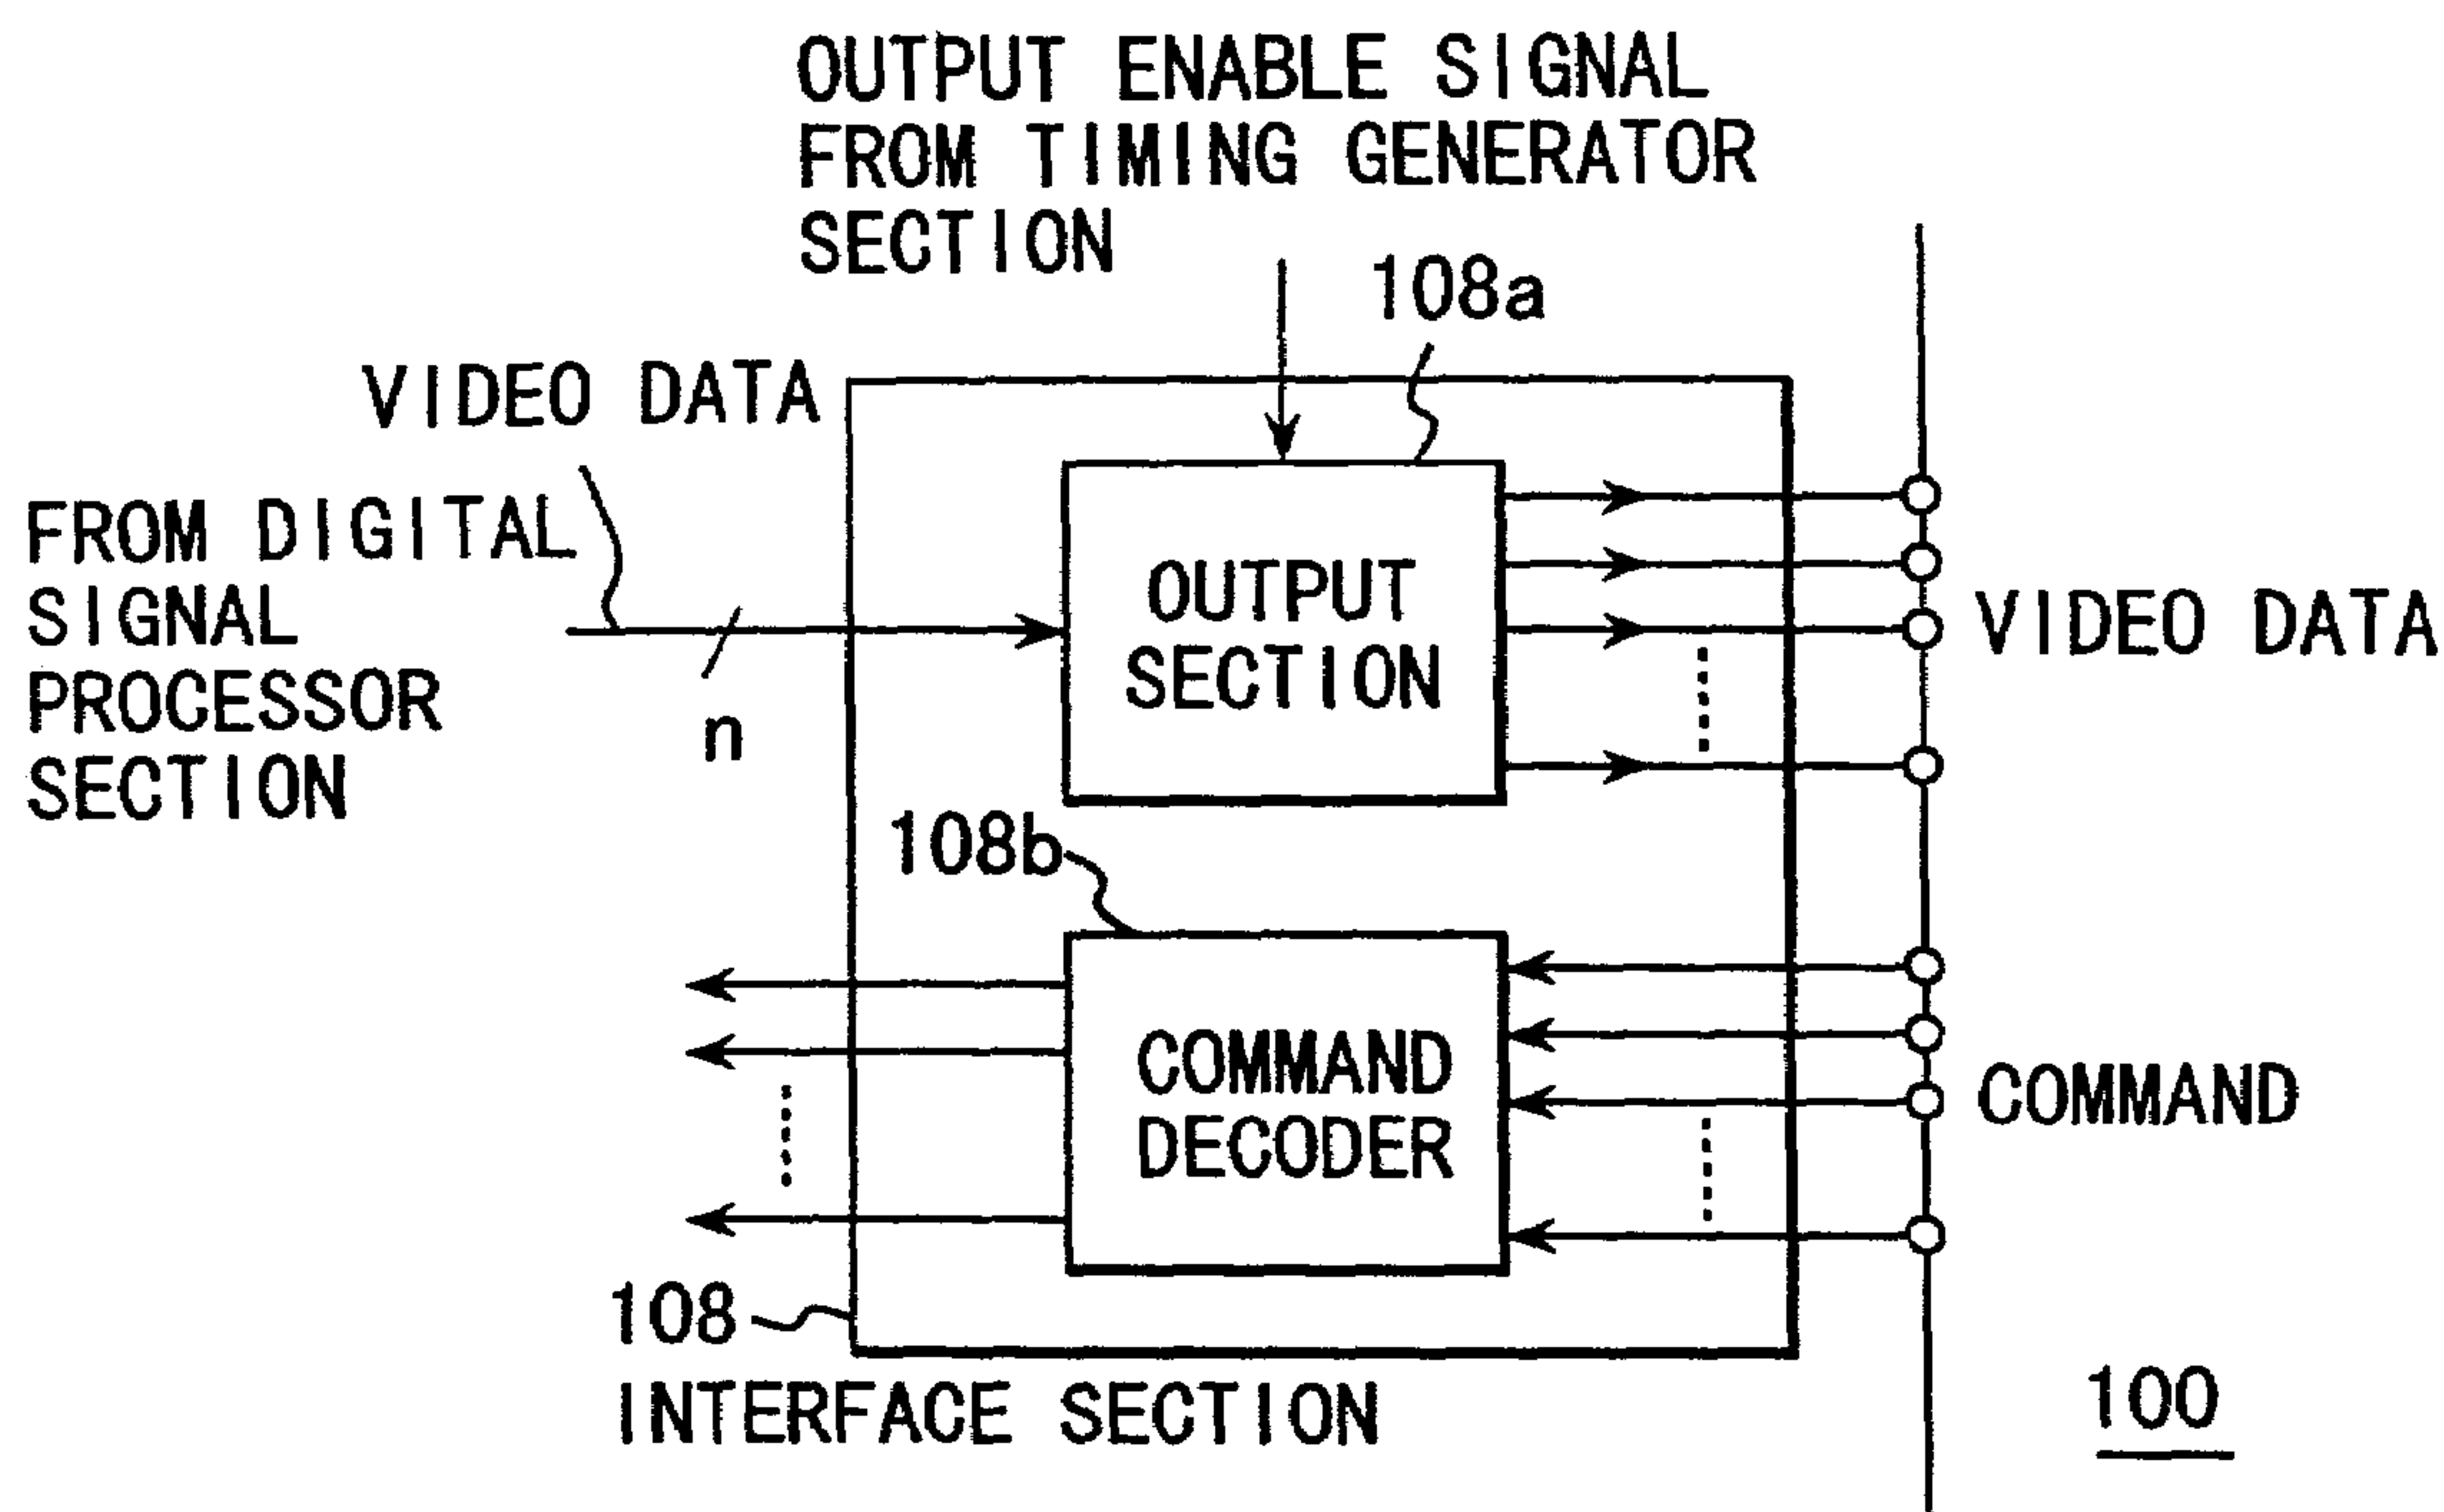 OUTPUT ENABLE SIGNAL
FROM TIMING GENERATOR
SECTION
108a
VIDEO DATA
FROM DIGITAL
SIGNAL
PROCESSOR
SECTION
n
OUTPUT
SECTION
VIDEO DATA
108b
COMMAND
DECODER
COMMAND
108
INTERFACE SECTION
100